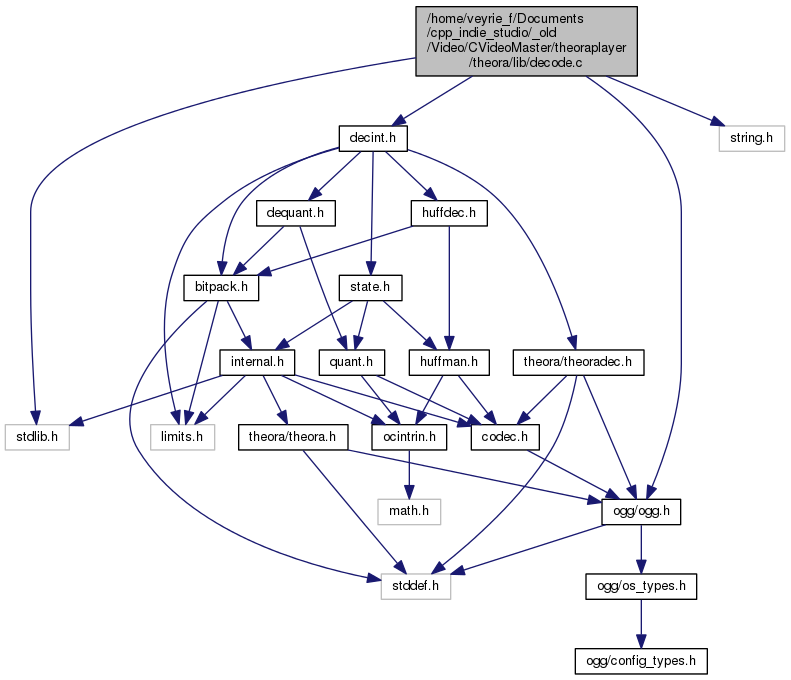 /home/veyrie_f/Documents
/cpp_indie_studio/_old
/Video/CVideoMaster/theoraplayer
/theora/lib/decode.c
decint.h
string.h
dequant.h
huffdec.h
bitpack.h
state.h
internal.h
quant.h
huffman.h
theora/theoradec.h
stdlib.h
limits.h
theora/theora.h
ocintrin.h
codec.h
math.h
ogg/ogg.h
stddef.h
ogg/os_types.h
ogg/config_types.h